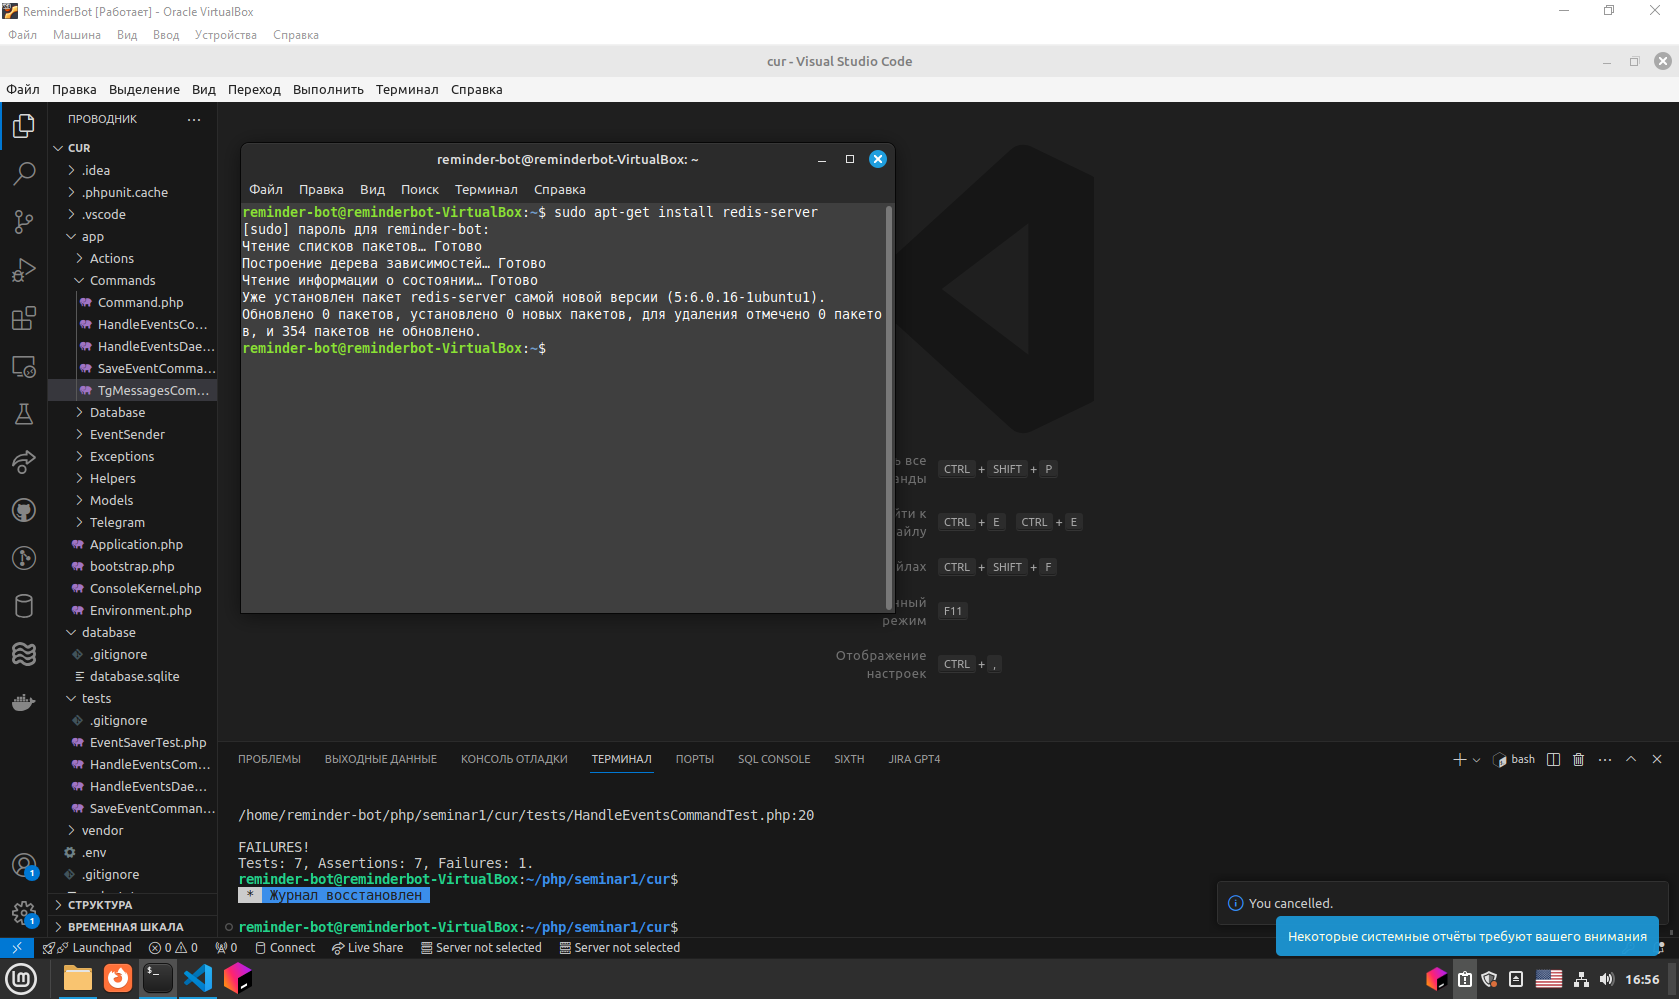 ReminderBot [Работает] - Oracle VirtualBox
Файл Машина Вид Ввод Устройства Справка
cur - Visual Studio Code
Файл Правка Выделение Вид Переход Выполнить Терминал Справка
ПРОВОДНИК
CUR
.idea
.phpunit.cache
.vscode
app
Actions
Commands
Command.php
HandleEventsCo...
HandleEventsDae...
SaveEventComma...
TgMessagesCom...
Database
EventSender
Exceptions
Helpers
Models
Telegram
Application.php
bootstrap.php
ConsoleKernel.php
Environment.php
database
.gitignore
database.sqlite
tests
.gitignore
EventSaverTest.php
HandleEventsCom...
HandleEventsDae...
SaveEventComman...
vendor
.env
.gitignore
СТРУКТУРА
ВРЕМЕННАЯ ШКАЛА
reminder-bot@reminderbot-VirtualBox: ~
Файл Правка Вид Поиск Терминал Справка
reminder-bot@reminderbot-VirtualBox:~$ sudo apt-get install redis-server
[sudo] пароль для reminder-bot:
Чтение списков пакетов… Готово
Построение дерева зависимостей… Готово
Чтение информации о состоянии… Готово
Уже установлен пакет redis-server самой новой версии (5:6.0.16-1ubuntu1).
Обновлено 0 пакетов, установлено 0 новых пакетов, для удаления отмечено 0 пакето
в, и 354 пакетов не обновлено.
reminder-bot@reminderbot-VirtualBox:~$
ь все
анды CTRL + SHIFT + P
йти к
айлу CTRL + E CTRL + E
йлах CTRL + SHIFT + F
нный
режим F11
Отображение
настроек CTRL + ,
ПРОБЛЕМЫ ВЫХОДНЫЕ ДАННЫЕ КОНСОЛЬ ОТЛАДКИ ТЕРМИНАЛ ПОРТЫ SQL CONSOLE SIXTH JIRA GPT4
bash
/home/reminder-bot/php/seminar1/cur/tests/HandleEventsCommandTest.php:20
FAILURES!
Tests: 7, Assertions: 7, Failures: 1.
reminder-bot@reminderbot-VirtualBox:~/php/seminar1/cur$
* Журнал восстановлен
reminder-bot@reminderbot-VirtualBox:~/php/seminar1/cur$
You cancelled.
Некоторые системные отчёты требуют вашего внимания
1
1
Launchpad 0 0 0 Connect Live Share Server not selected Server not selected
16:56